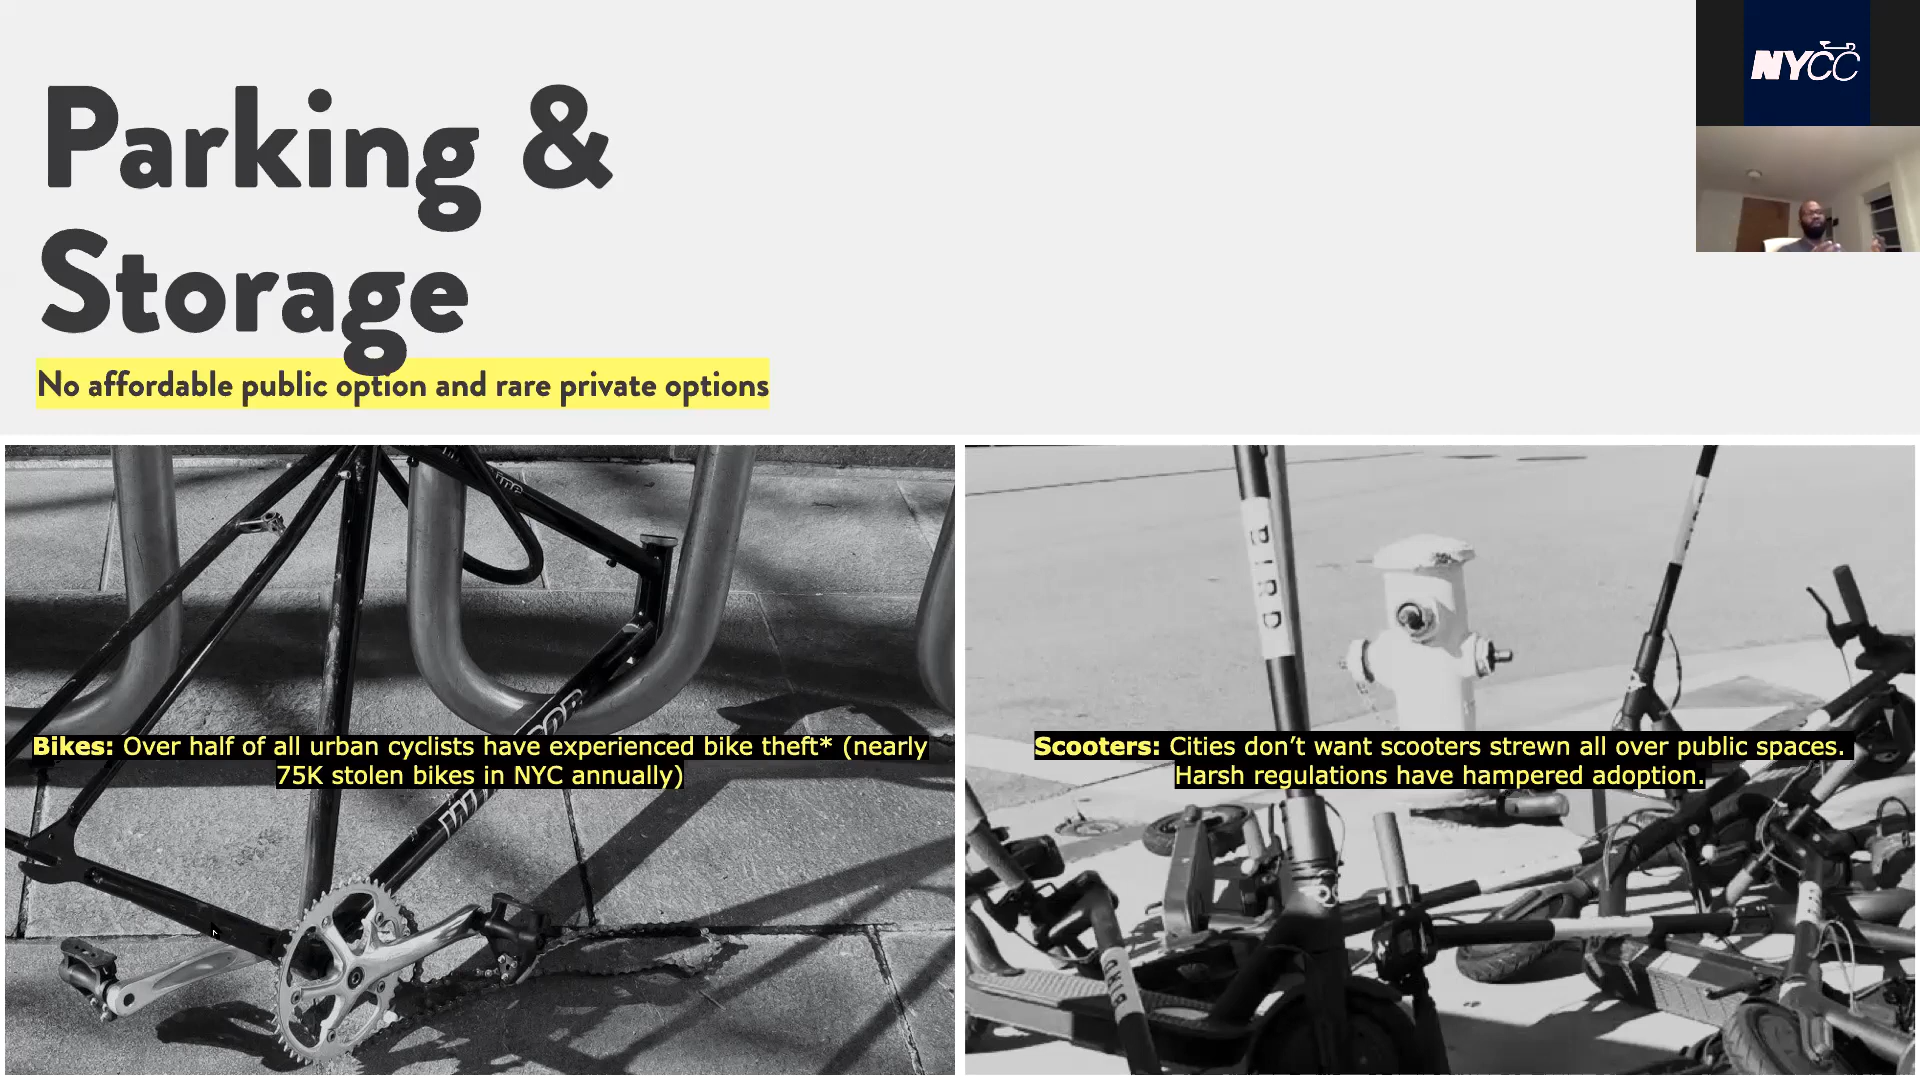 Parking &
Storage
No affordable public option and rare private options
NYCC
Bikes: Over half of all urban cyclists have experienced bike theft* (nearly
75K stolen bikes in NYC annually)
Scooters: Cities don’t want scooters strewn all over public spaces.
Harsh regulations have hampered adoption.
BIRD
BIRD